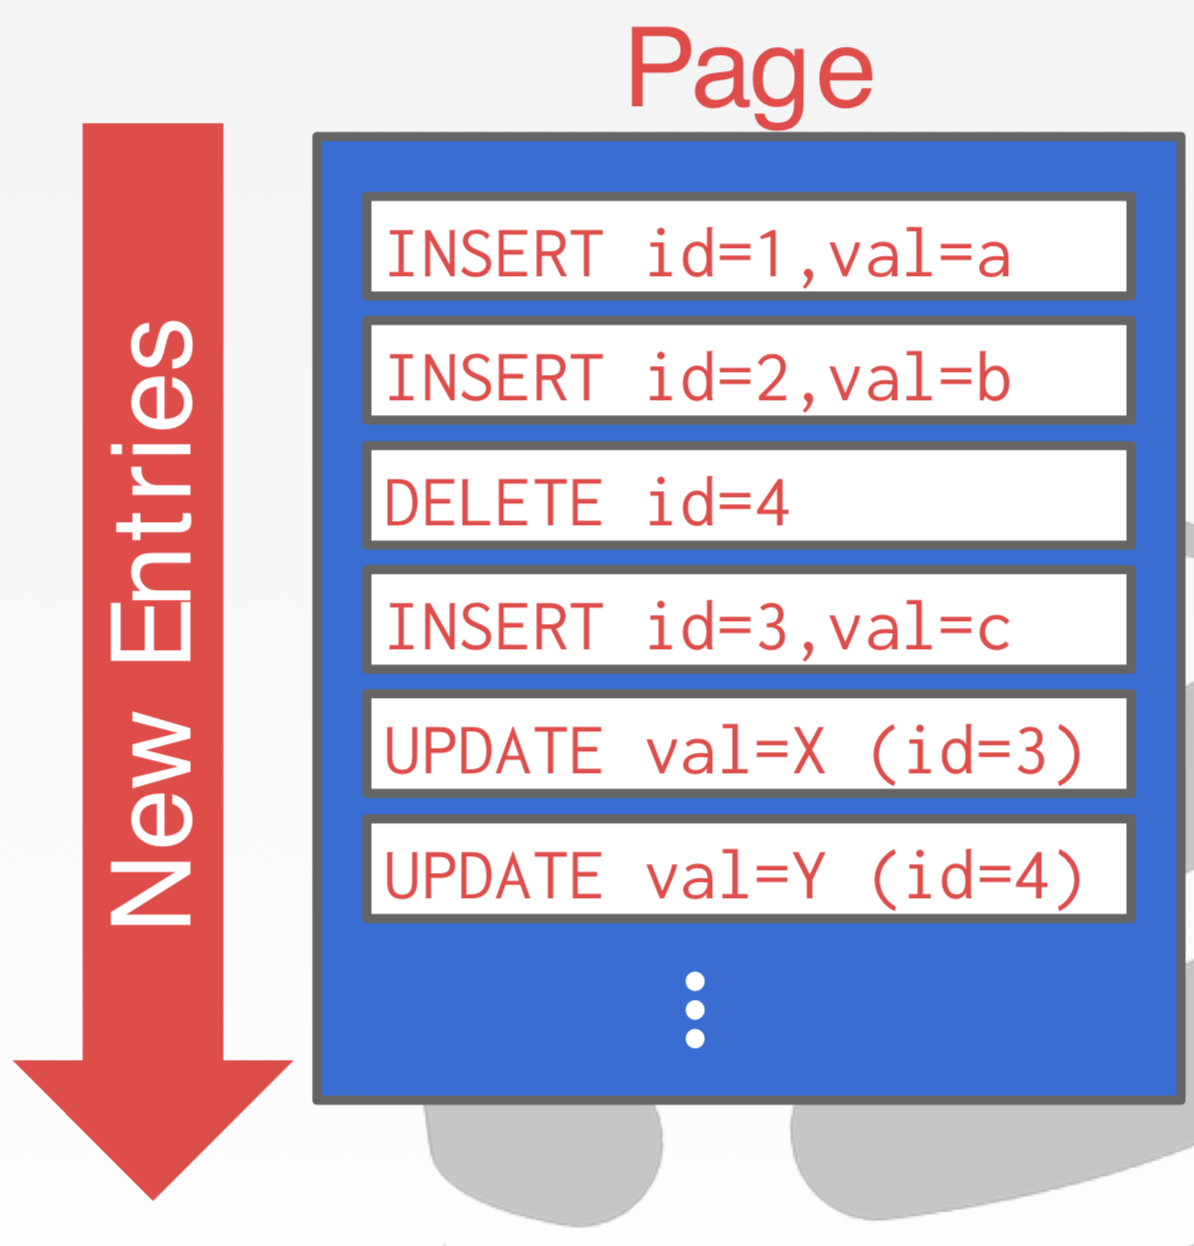 Page
New Entries
INSERT id=1,val=a
INSERT id=2,val=b
DELETE id=4
INSERT id=3,val=c
UPDATE val=X (id=3)
UPDATE val=Y (id=4)